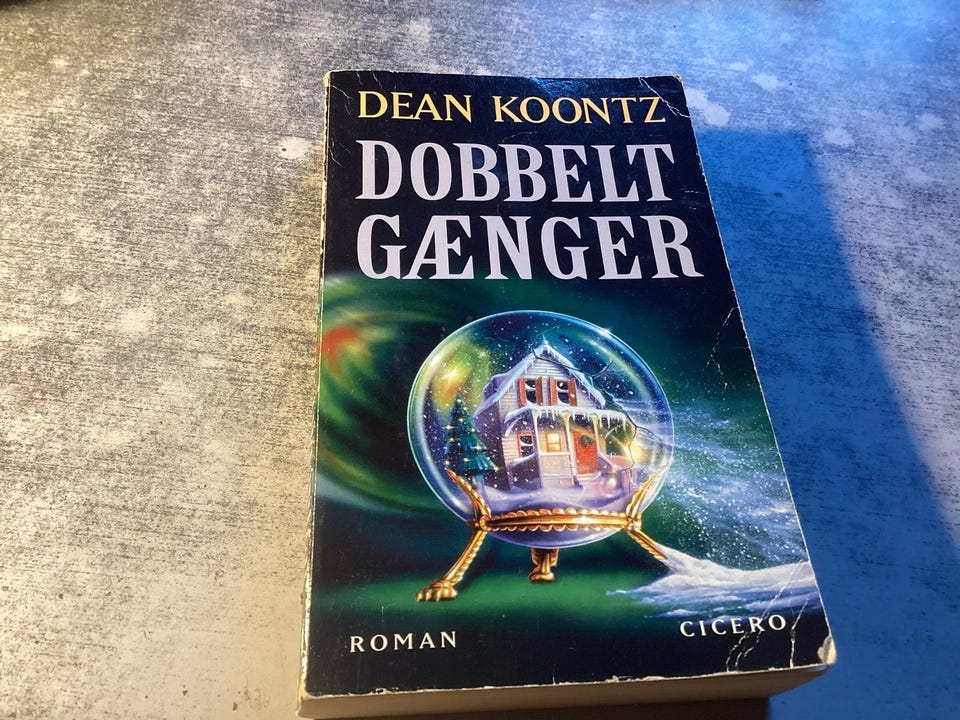 DEAN KOONTZ
DOBBELT
GÆNGER
ROMAN
CICERO